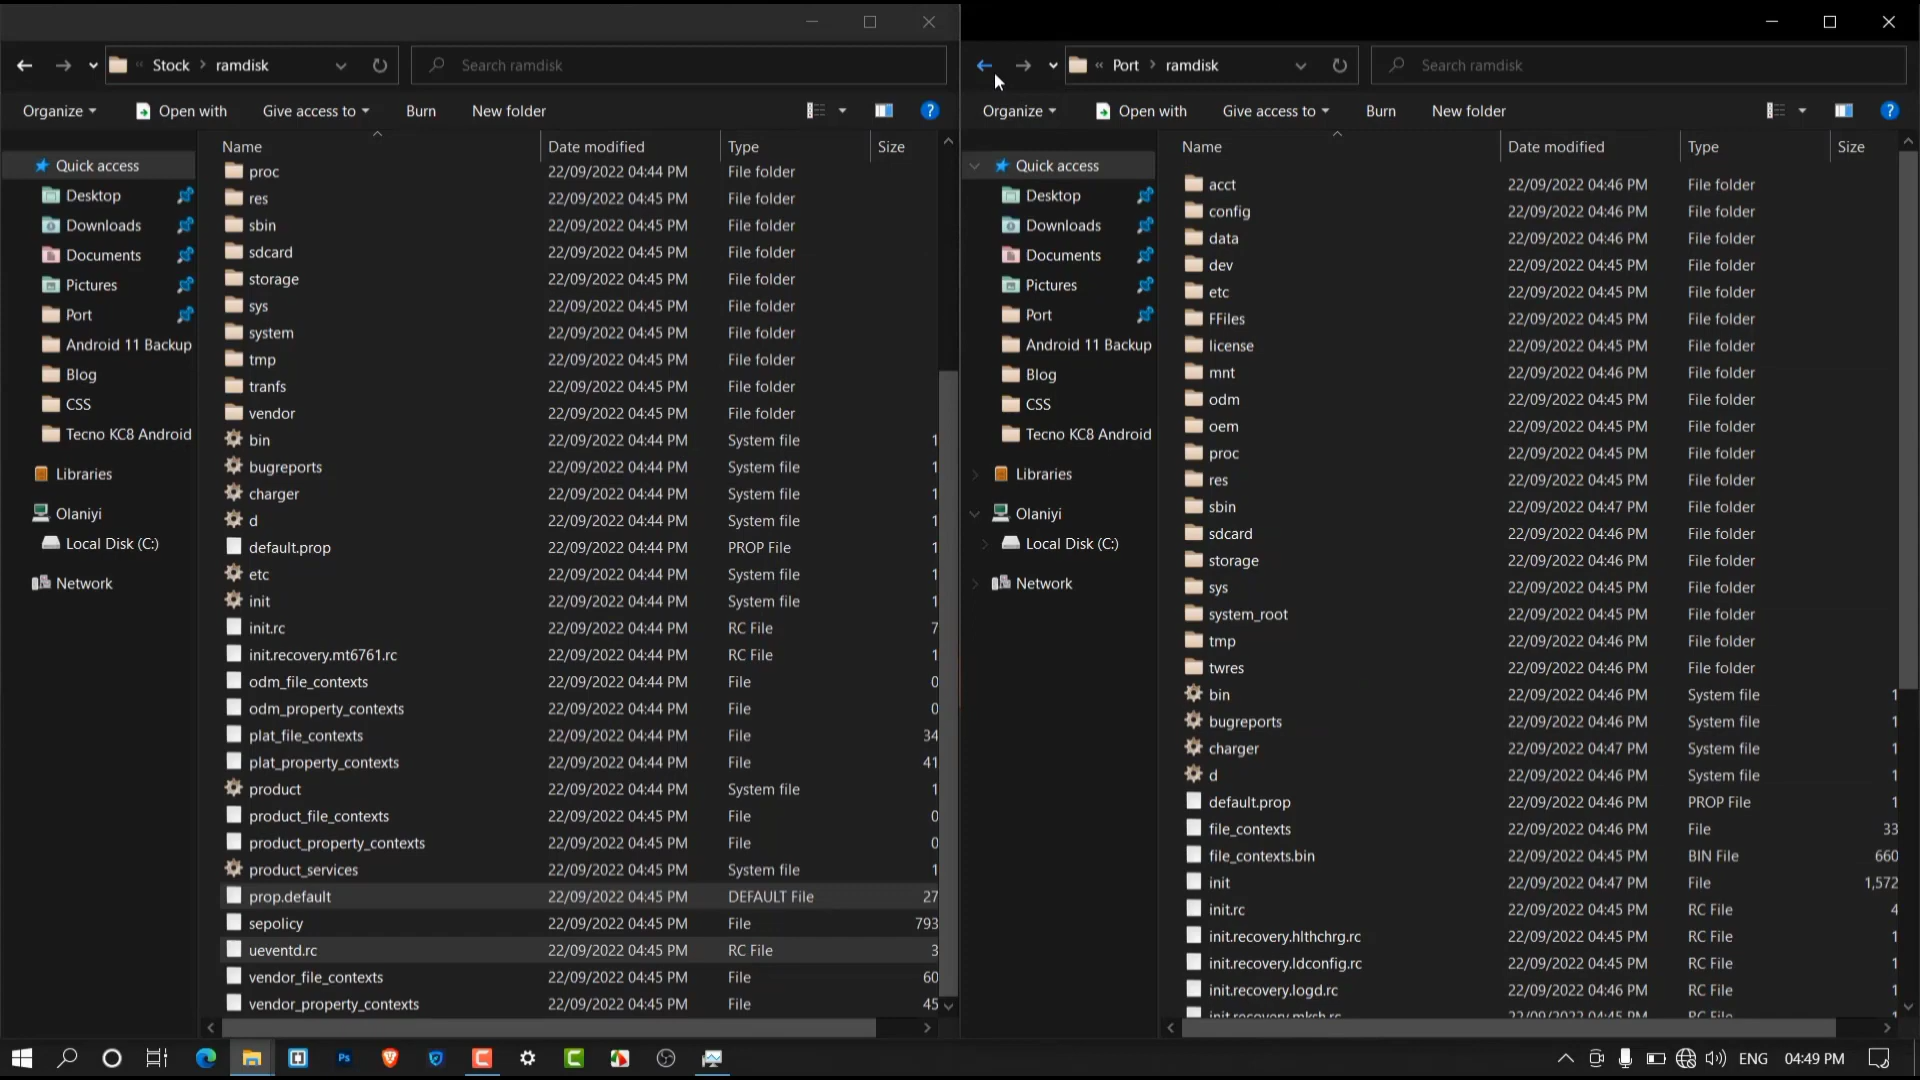 « Stock > ramdisk
Search ramdisk
Organize
Open with
Give access to
Burn
New folder
Quick access
Desktop
Downloads
Documents
Pictures
Port
Android 11 Backup
Blog
CSS
Tecno KC8 Android
Libraries
Olaniyi
Local Disk (C:)
Network
Name Date modified Type Size
proc 22/09/2022 04:44 PM File folder
res 22/09/2022 04:45 PM File folder
sbin 22/09/2022 04:45 PM File folder
sdcard 22/09/2022 04:45 PM File folder
storage 22/09/2022 04:45 PM File folder
sys 22/09/2022 04:45 PM File folder
system 22/09/2022 04:45 PM File folder
tmp 22/09/2022 04:45 PM File folder
tranfs 22/09/2022 04:45 PM File folder
vendor 22/09/2022 04:45 PM File folder
bin 22/09/2022 04:44 PM System file 1
bugreports 22/09/2022 04:44 PM System file 1
charger 22/09/2022 04:44 PM System file 1
d 22/09/2022 04:44 PM System file 1
default.prop 22/09/2022 04:44 PM PROP File 1
etc 22/09/2022 04:44 PM System file 1
init 22/09/2022 04:44 PM System file 1
init.rc 22/09/2022 04:44 PM RC File 7
init.recovery.mt6761.rc 22/09/2022 04:44 PM RC File 1
odm_file_contexts 22/09/2022 04:44 PM File 0
odm_property_contexts 22/09/2022 04:44 PM File 0
plat_file_contexts 22/09/2022 04:44 PM File 34
plat_property_contexts 22/09/2022 04:44 PM File 41
product 22/09/2022 04:44 PM System file 1
product_file_contexts 22/09/2022 04:45 PM File 0
product_property_contexts 22/09/2022 04:45 PM File 0
product_services 22/09/2022 04:45 PM System file 1
prop.default 22/09/2022 04:45 PM DEFAULT File 27
sepolicy 22/09/2022 04:45 PM File 793
ueventd.rc 22/09/2022 04:45 PM RC File 3
vendor_file_contexts 22/09/2022 04:45 PM File 60
vendor_property_contexts 22/09/2022 04:45 PM File 45
« Port > ramdisk
Search ramdisk
Organize
Open with
Give access to
Burn
New folder
Quick access
Desktop
Downloads
Documents
Pictures
Port
Android 11 Backup
Blog
CSS
Tecno KC8 Android
Libraries
Olaniyi
Local Disk (C:)
Network
Name Date modified Type Size
acct 22/09/2022 04:46 PM File folder
config 22/09/2022 04:46 PM File folder
data 22/09/2022 04:46 PM File folder
dev 22/09/2022 04:45 PM File folder
etc 22/09/2022 04:45 PM File folder
FFiles 22/09/2022 04:45 PM File folder
license 22/09/2022 04:45 PM File folder
mnt 22/09/2022 04:46 PM File folder
odm 22/09/2022 04:45 PM File folder
oem 22/09/2022 04:45 PM File folder
proc 22/09/2022 04:46 PM File folder
res 22/09/2022 04:45 PM File folder
sbin 22/09/2022 04:47 PM File folder
sdcard 22/09/2022 04:46 PM File folder
storage 22/09/2022 04:46 PM File folder
sys 22/09/2022 04:45 PM File folder
system_root 22/09/2022 04:45 PM File folder
tmp 22/09/2022 04:46 PM File folder
twres 22/09/2022 04:46 PM File folder
bin 22/09/2022 04:46 PM System file 1
bugreports 22/09/2022 04:46 PM System file 1
charger 22/09/2022 04:47 PM System file 1
d 22/09/2022 04:46 PM System file 1
default.prop 22/09/2022 04:46 PM PROP File 1
file_contexts 22/09/2022 04:46 PM File 33
file_contexts.bin 22/09/2022 04:45 PM BIN File 660
init 22/09/2022 04:47 PM File 1,572
init.rc 22/09/2022 04:45 PM RC File 4
init.recovery.hlthchrg.rc 22/09/2022 04:45 PM RC File 1
init.recovery.ldconfig.rc 22/09/2022 04:45 PM RC File 1
init.recovery.logd.rc 22/09/2022 04:46 PM RC File 1
init.recovery.mksh.rc 22/09/2022 04:45 PM RC File 1
Ps
ENG 04:49 PM